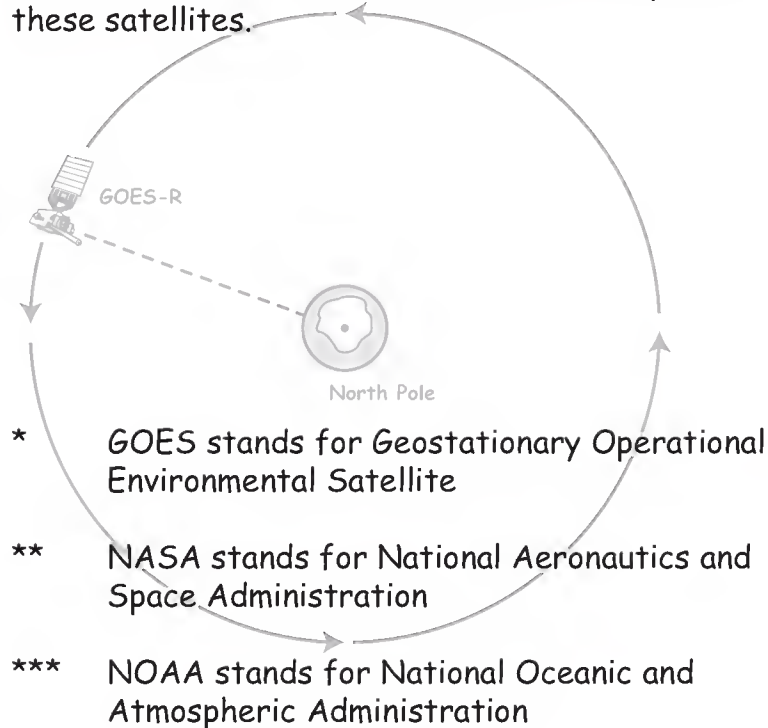 these satellites.
GOES-R
North Pole
* GOES stands for Geostationary Operational
Environmental Satellite
** NASA stands for National Aeronautics and
Space Administration
*** NOAA stands for National Oceanic and
Atmospheric Administration